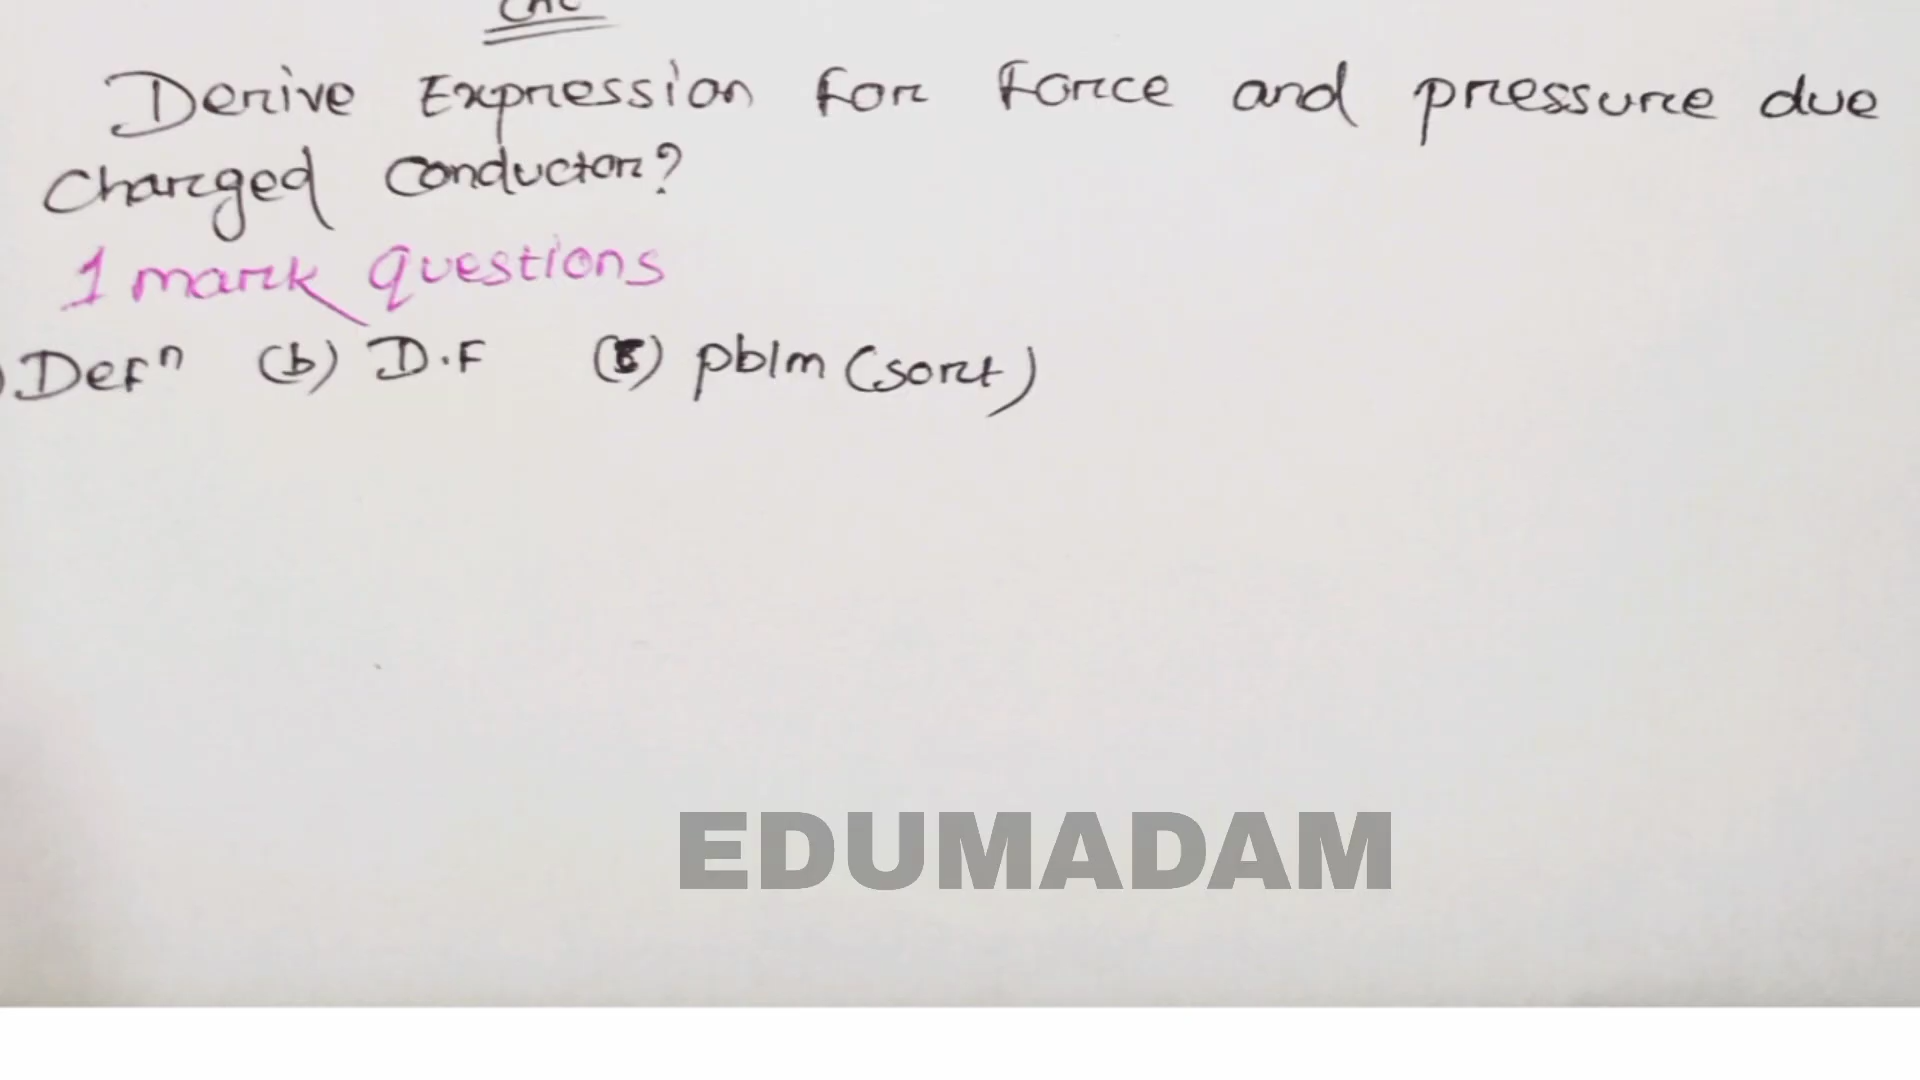 Derive Expression for force and pressure due
charged conductor?
1 mark questions
Defⁿ (b) D.F () pblm (sort)
EDUMADAM